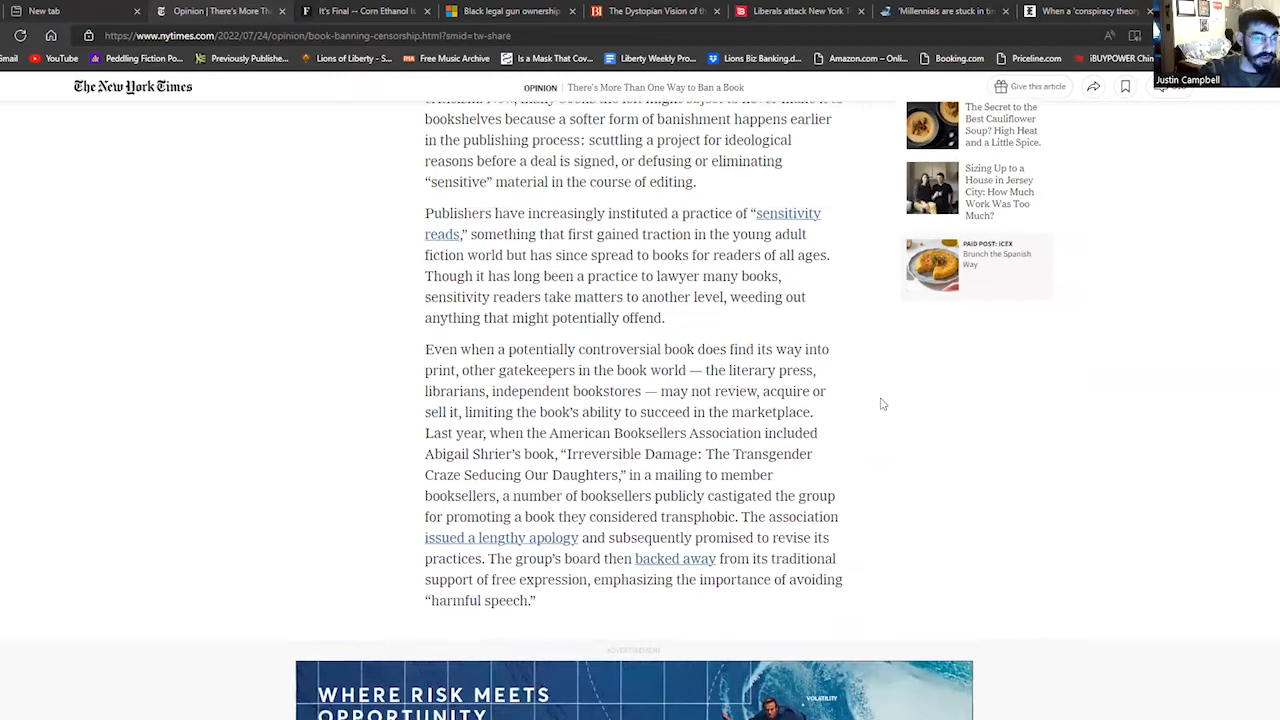 New tab
Opinion | There's More The
It's Final -- Corn Ethanol Is
Blackstone ownership
The Dystopian Vision of th
Liberals attack New York T
'Millennials are stuck in ti
When a 'conspiracy theory
https://www.nytimes.com/2022/07/24/opinion/book-banning-censorship.html?smid=tw-share
Gmail
YouTube
Peddling Fiction Po...
Previously Publishe...
Lions of Liberty - S...
Free Music Archive
Is a Mask That Cov...
Liberty Weekly Pro...
Lions Biz Banking.d...
Amazon.com - Onli...
Booking.com
Priceline.com
iBUYPOWER Chimi...
Justin Campbell
The New York Times
OPINION | There's More Than One Way to Ban a Book
Give this article
bookshelves because a softer form of banishment happens earlier
in the publishing process: scuttling a project for ideological
reasons before a deal is signed, or defusing or eliminating
“sensitive” material in the course of editing.
Publishers have increasingly instituted a practice of “sensitivity
reads,” something that first gained traction in the young adult
fiction world but has since spread to books for readers of all ages.
Though it has long been a practice to lawyer many books,
sensitivity readers take matters to another level, weeding out
anything that might potentially offend.
Even when a potentially controversial book does find its way into
print, other gatekeepers in the book world — the literary press,
librarians, independent bookstores — may not review, acquire or
sell it, limiting the book’s ability to succeed in the marketplace.
Last year, when the American Booksellers Association included
Abigail Shrier’s book, “Irreversible Damage: The Transgender
Craze Seducing Our Daughters,” in a mailing to member
booksellers, a number of booksellers publicly castigated the group
for promoting a book they considered transphobic. The association
issued a lengthy apology and subsequently promised to revise its
practices. The group’s board then backed away from its traditional
support of free expression, emphasizing the importance of avoiding
“harmful speech.”
The Secret to the
Best Cauliflower
Soup? High Heat
and a Little Spice.
Sizing Up to a
House in Jersey
City: How Much
Work Was Too
Much?
PAID POST: ICEX
Brunch the Spanish
Way
ADVERTISEMENT
WHERE RISK MEETS
OPPORTUNITY
VOLATILITY